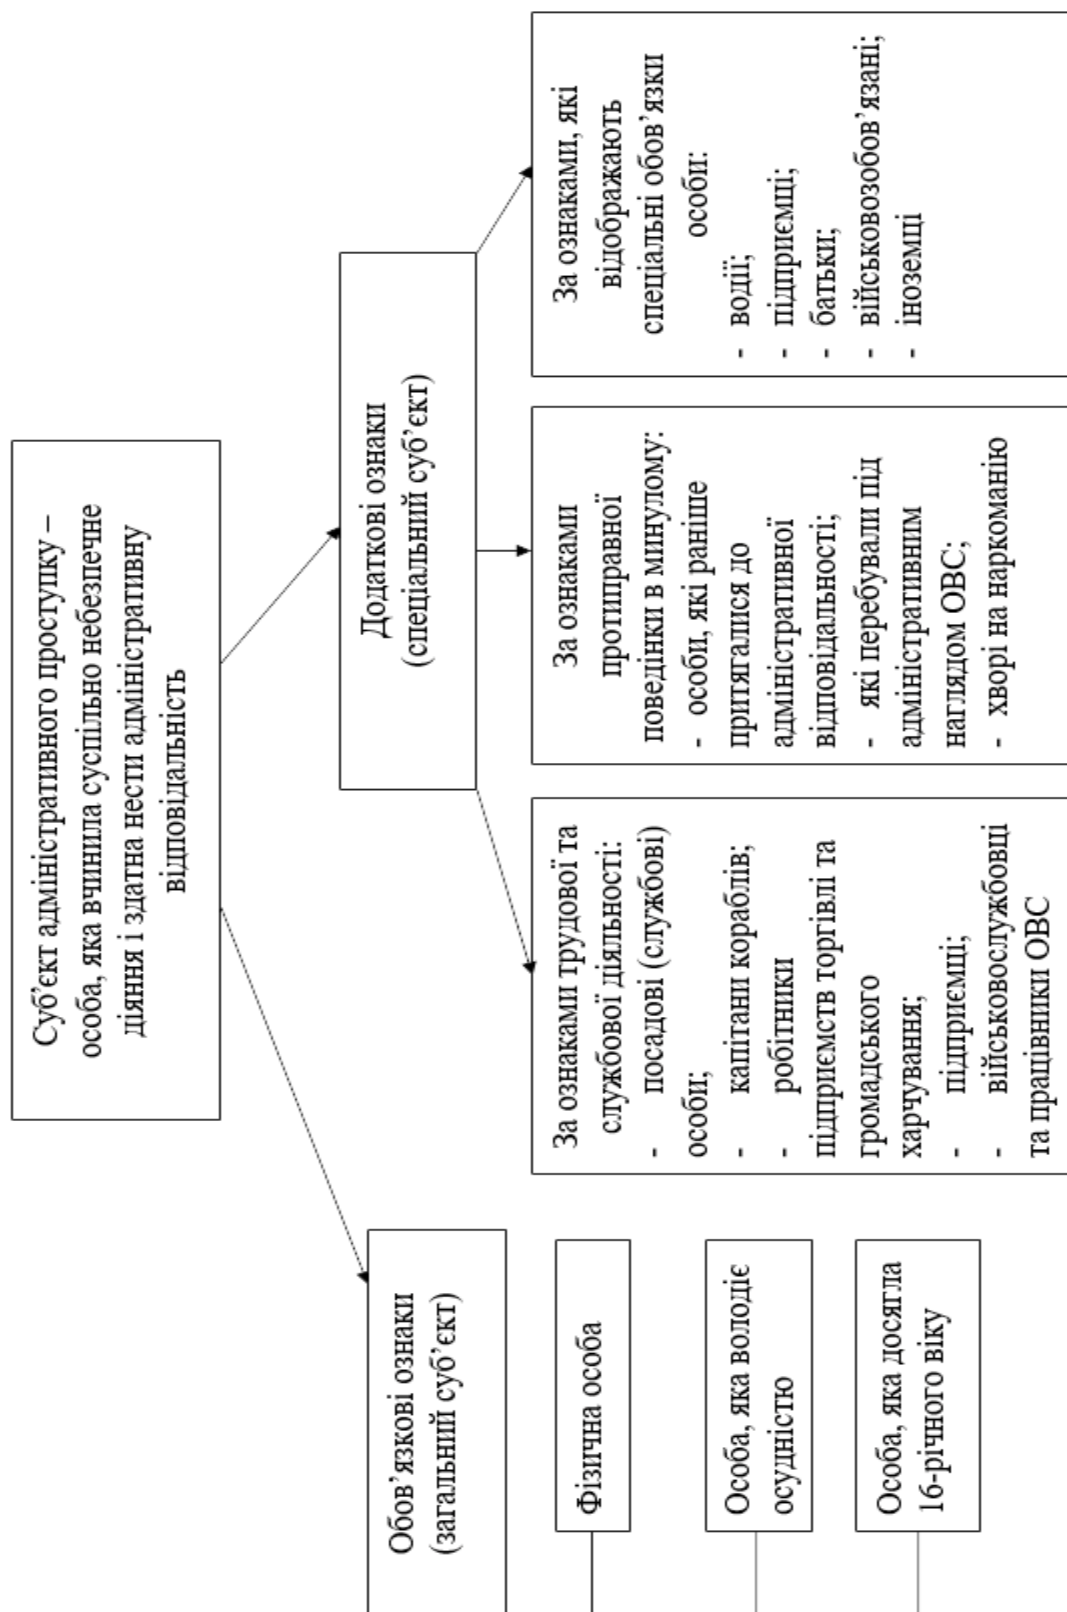 Суб’єкт адміністративного проступку –
особа, яка вчинила суспільно небезпечне
діяння і здатна нести адміністративну
відповідальність
Обов’язкові ознаки
(загальний суб’єкт)
Фізична особа
Особа, яка володіє
осудністю
Особа, яка досягла
16-річного віку
Додаткові ознаки
(спеціальний суб’єкт)
За ознаками трудової та
службової діяльності:
- посадові (службові)
особи;
- капітани кораблів;
- робітники
підприємств торгівлі та
громадського
харчування;
- підприємці;
- військовослужбовці
та працівники ОВС
За ознаками
протиправної
поведінки в минулому:
- особи, які раніше
притягалися до
адміністративної
відповідальності;
- які перебували під
адміністративним
наглядом ОВС;
- хворі на наркоманію
За ознаками, які
відображають
спеціальні обов’язки
особи:
- водії;
- підприємці;
- батьки;
- військовозобов’язані;
- іноземці